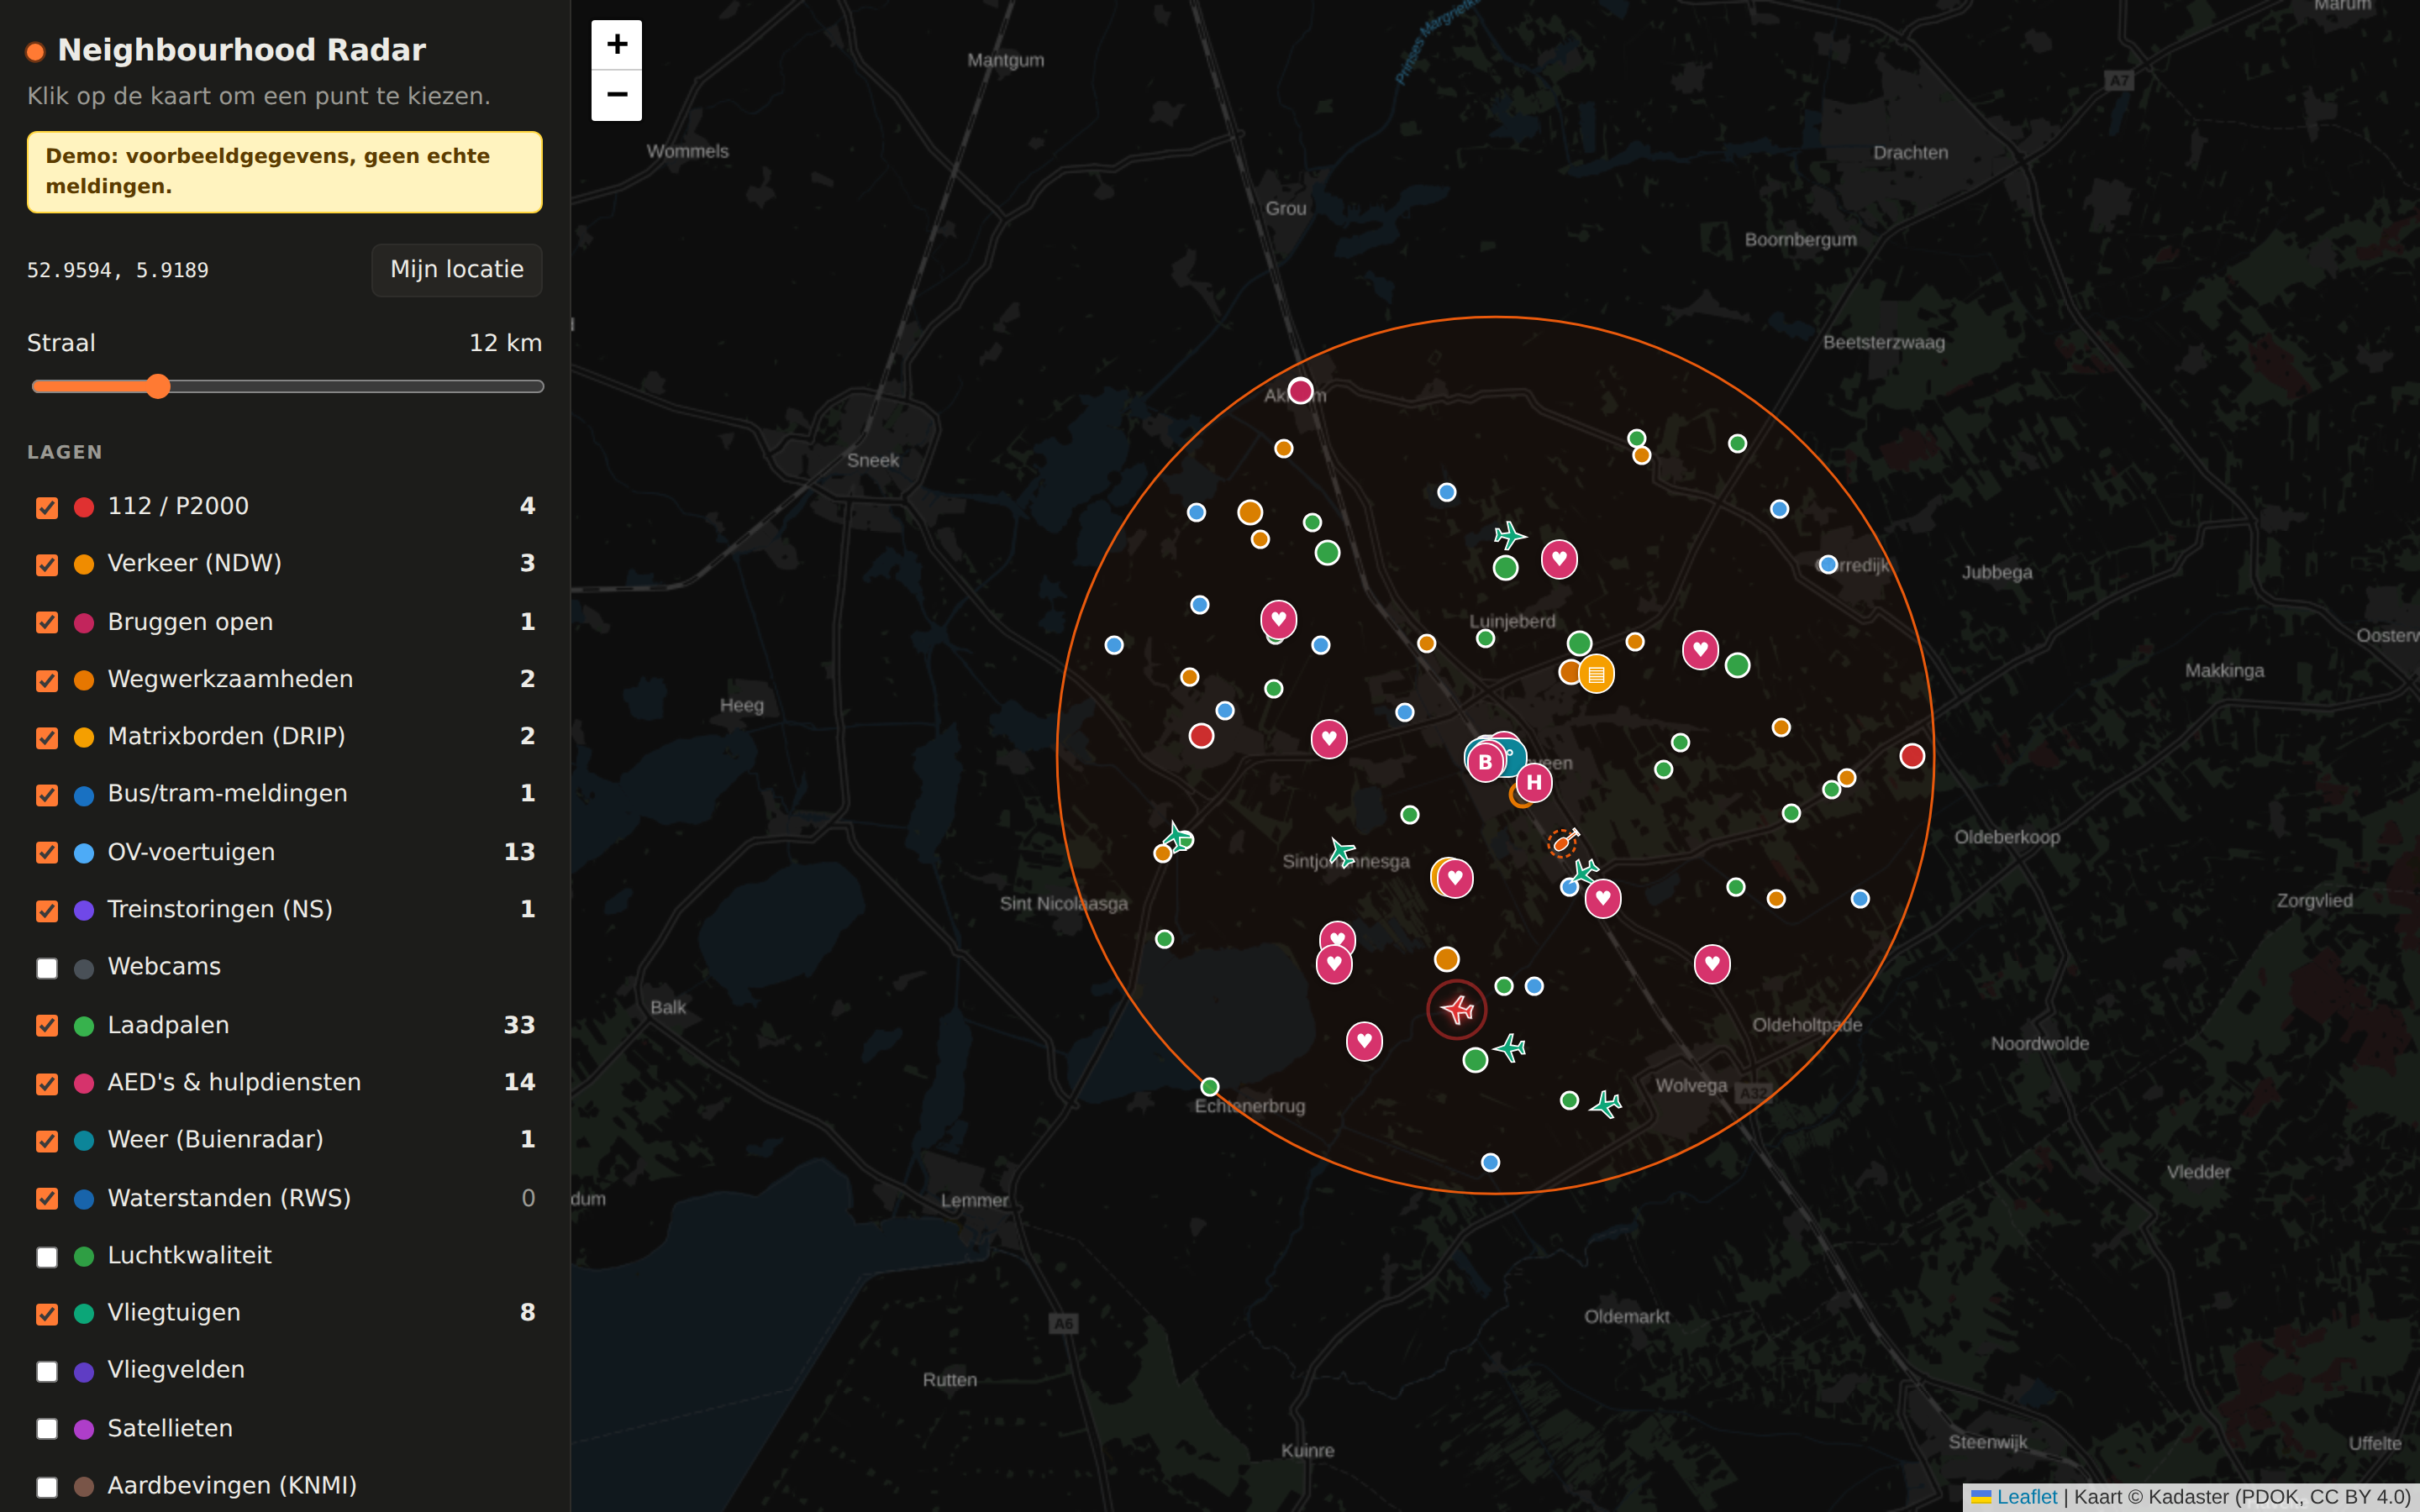 Neighbourhood Radar
Klik op de kaart om een punt te kiezen.
Demo: voorbeeldgegevens, geen echte
meldingen.
52.9594, 5.9189
Mijn locatie
Straal
12 km
LAGEN
112 / P2000 4
Verkeer (NDW) 3
Bruggen open 1
Wegwerkzaamheden 2
Matrixborden (DRIP) 2
Bus/tram-meldingen 1
OV-voertuigen 13
Treinstoringen (NS) 1
Webcams
Laadpalen 33
AED's & hulpdiensten 14
Weer (Buienradar) 1
Waterstanden (RWS) 0
Luchtkwaliteit
Vliegtuigen 8
Vliegvelden
Satellieten
Aardbevingen (KNMI)
+
−
Marum
Mantgum
A7
Wommels
Drachten
Grou
Boornbergum
Beetsterzwaag
Sneek
Jubbega
Luinjeberd
Makkinga
Heeg
B
H
Oldeberkoop
Sint Nicolaasga
Zorgvlied
Balk
Oldeholtpade
Noordwolde
Wolvega
A32
Echtenerbrug
Vledder
Lemmer
Oldemarkt
A6
Rutten
Kuinre
Steenwijk
Uffelte
Leaflet | Kaart © Kadaster (PDOK, CC BY 4.0)